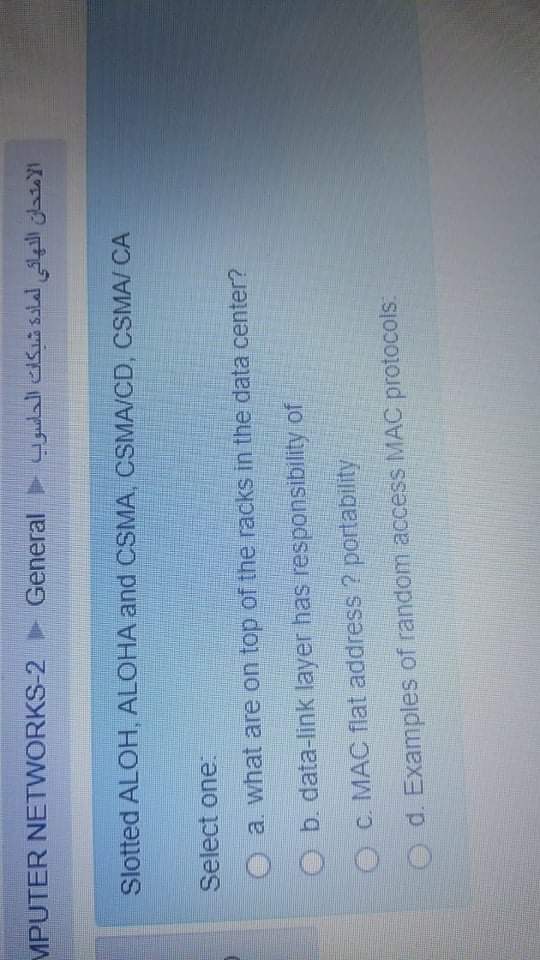 MPUTER NETWORKS-2 ► General ► الامتحان النهائي لمادة شبكات الحاسوب
Slotted ALOH, ALOHA and CSMA, CSMA/CD, CSMA/ CA
Select one:
a. what are on top of the racks in the data center?
b. data-link layer has responsibility of
c. MAC flat address ? portability
d. Examples of random access MAC protocols: